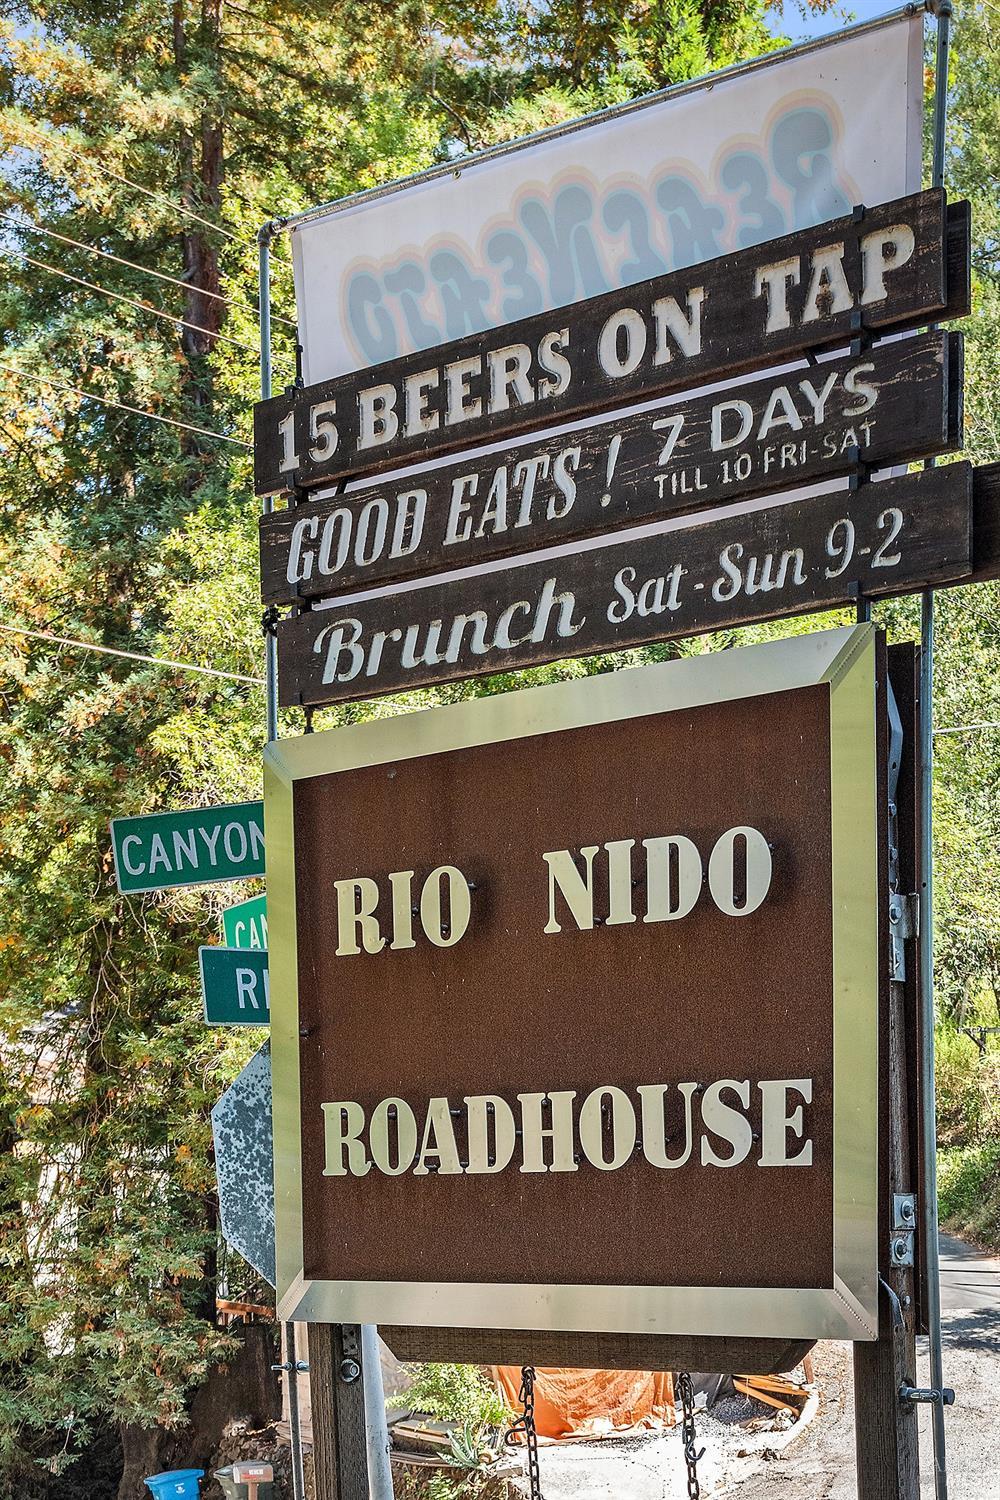 15 BEERS ON TAP
GOOD EATS! 7 DAYS
TILL 10 FRI-SAT
Brunch Sat-Sun 9-2
RIO NIDO
ROADHOUSE
CANYON